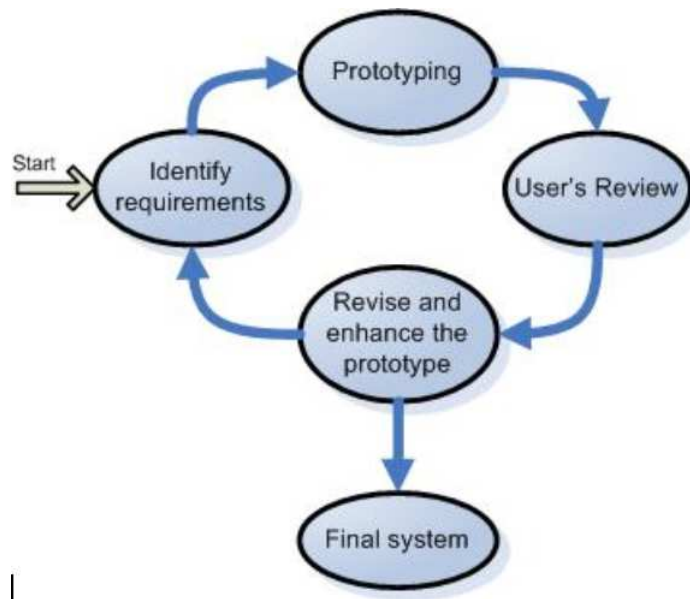 Prototyping
Start
Identify
requirements
User's Review
Revise and
enhance the
prototype
Final system